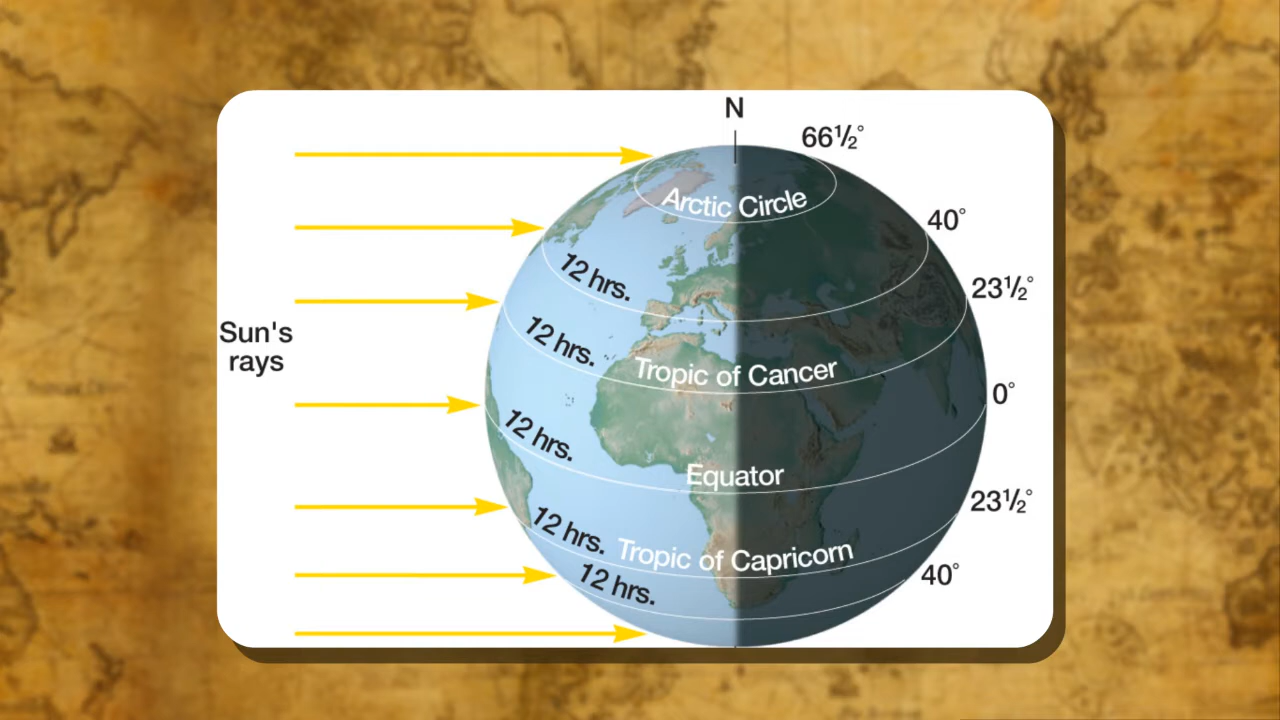 N
66½°
Arctic Circle
40°
12 hrs.
23½°
Sun's
rays
12 hrs.
Tropic of Cancer
0°
12 hrs.
Equator
23½°
12 hrs.
Tropic of Capricorn
40°
12 hrs.